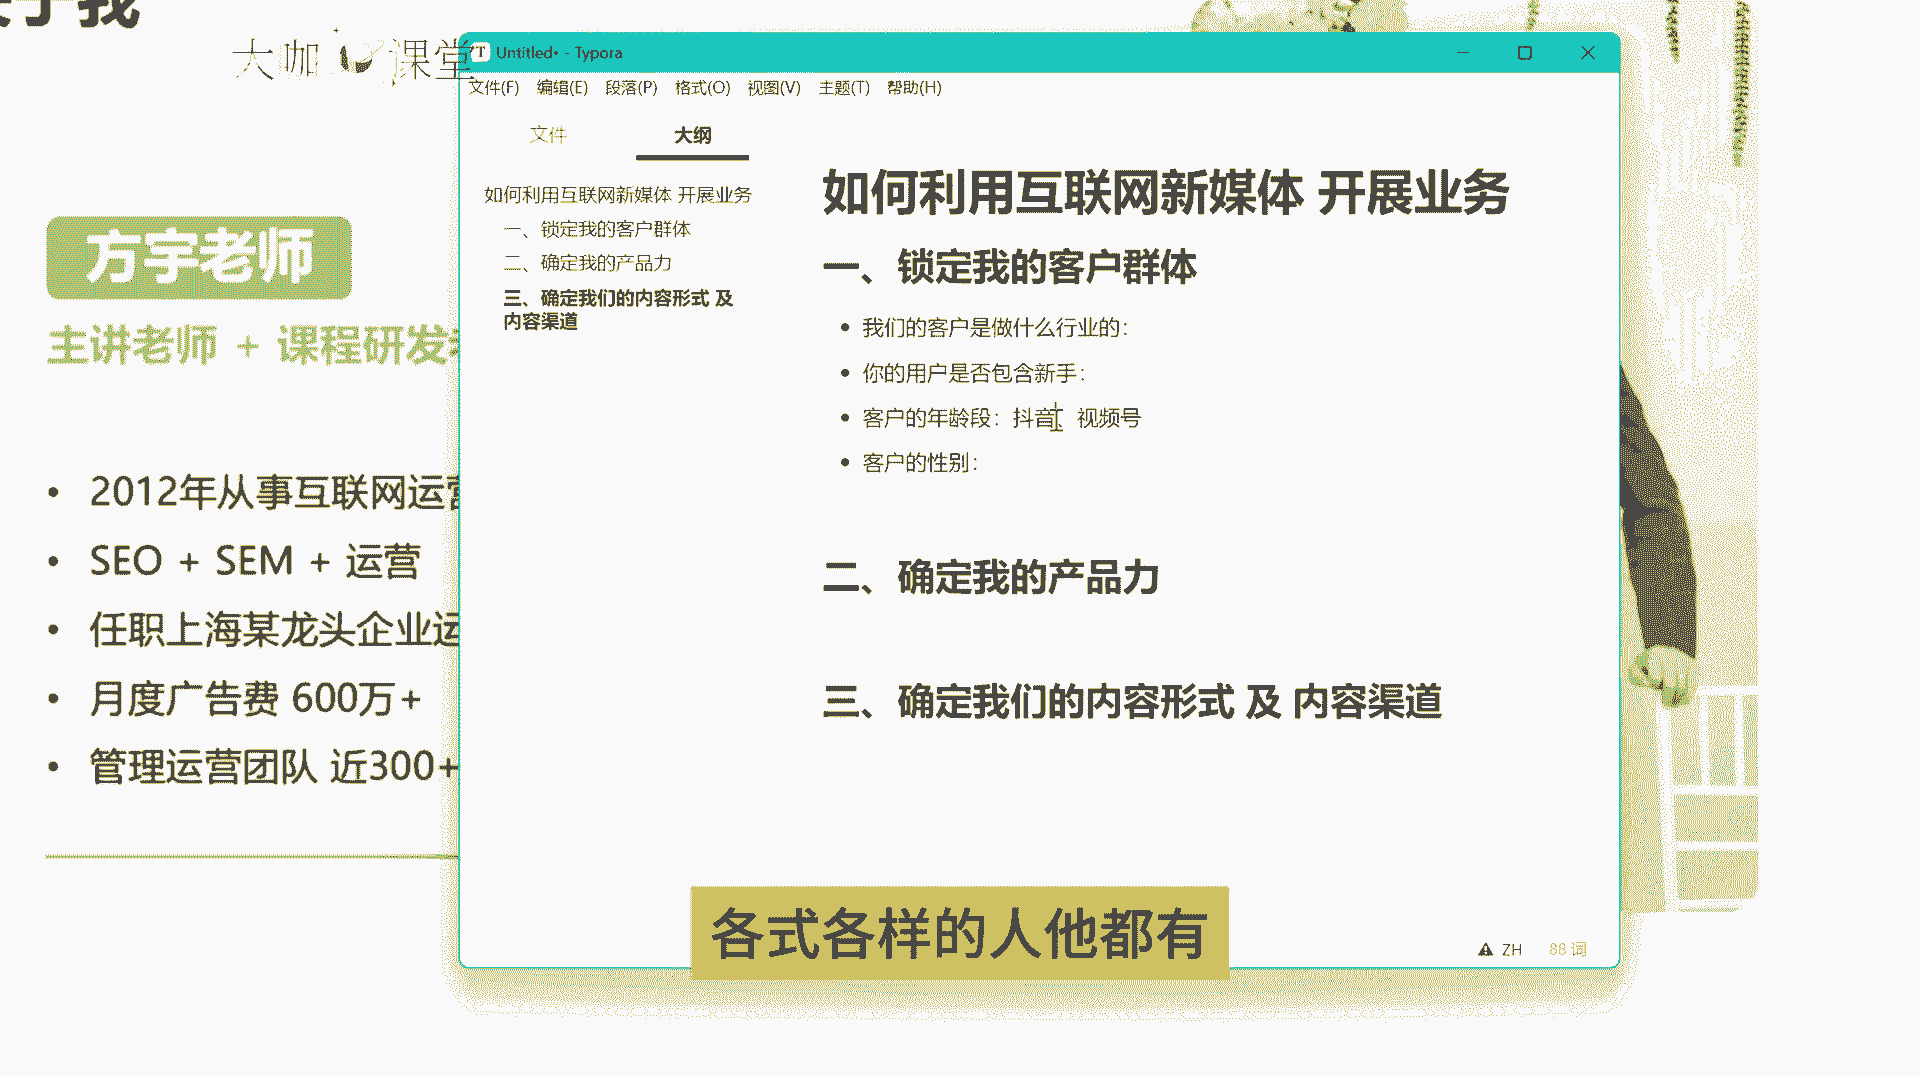 于我
大咖课堂
方宇老师
主讲老师 + 课程研发
• 2012年从事互联网运营
• SEO + SEM + 运营
• 任职上海某龙头企业运
• 月度广告费 600万+
• 管理运营团队 近300+
T Untitled• - Typora
文件(F) 编辑(E) 段落(P) 格式(O) 视图(V) 主题(T) 帮助(H)
文件 大纲
如何利用互联网新媒体 开展业务
一、锁定我的客户群体
二、确定我的产品力
三、确定我们的内容形式 及
内容渠道
如何利用互联网新媒体 开展业务
一、锁定我的客户群体
• 我们的客户是做什么行业的：
• 你的用户是否包含新手：
• 客户的年龄段：抖音 视频号
• 客户的性别：
二、确定我的产品力
三、确定我们的内容形式 及 内容渠道
各式各样的人他都有
ZH 88 词